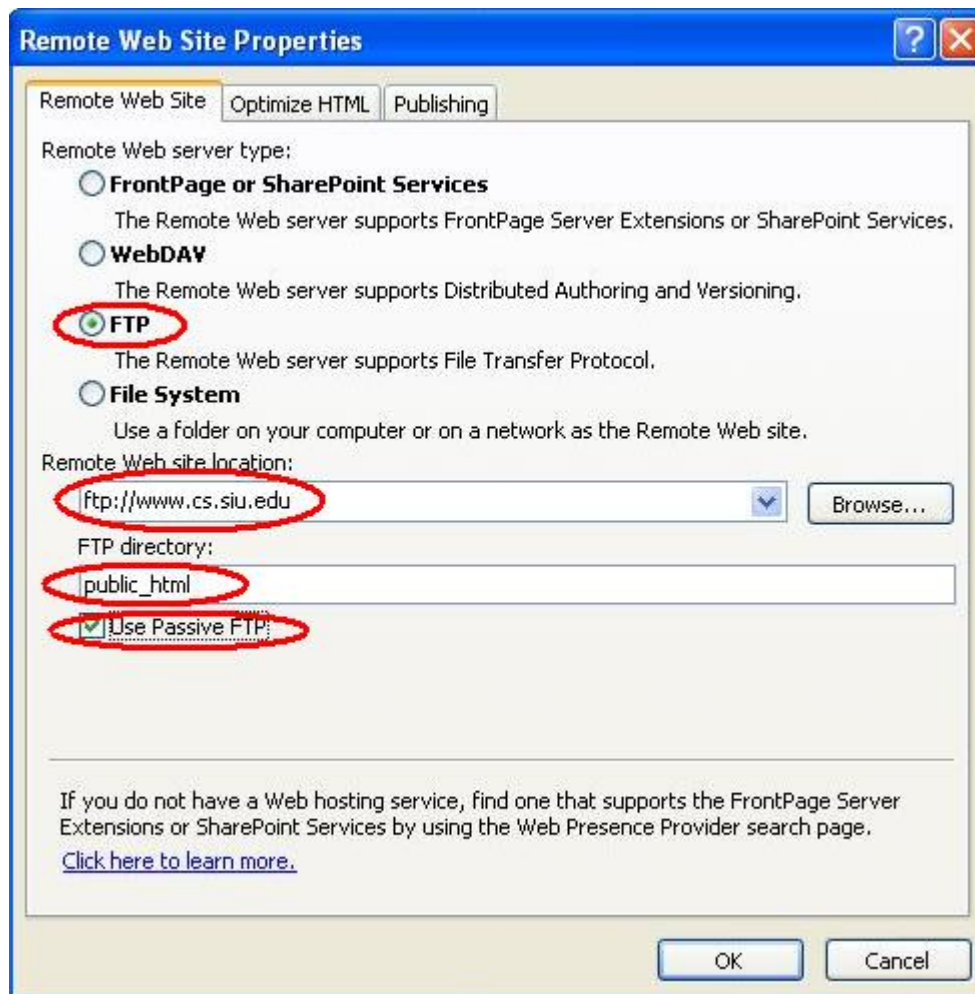 Remote Web Site Properties
Remote Web Site Optimize HTML Publishing
Remote Web server type:
FrontPage or SharePoint Services
The Remote Web server supports FrontPage Server Extensions or SharePoint Services.
WebDAV
The Remote Web server supports Distributed Authoring and Versioning.
FTP
The Remote Web server supports File Transfer Protocol.
File System
Use a folder on your computer or on a network as the Remote Web site.
Remote Web site location:
ftp://www.cs.siu.edu Browse...
FTP directory:
public_html
Use Passive FTP
If you do not have a Web hosting service, find one that supports the FrontPage Server
Extensions or SharePoint Services by using the Web Presence Provider search page.
Click here to learn more.
OK Cancel